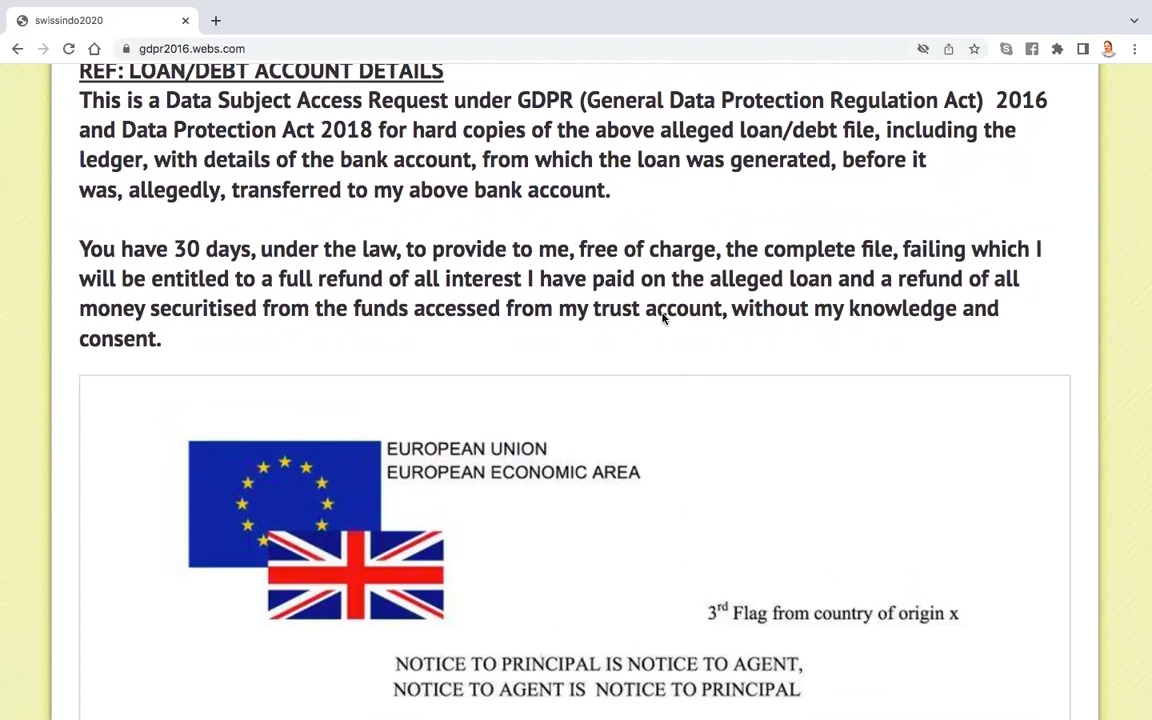 swissindo2020
gdpr2016.webs.com
REF: LOAN/DEBT ACCOUNT DETAILS
This is a Data Subject Access Request under GDPR (General Data Protection Regulation Act)  2016
and Data Protection Act 2018 for hard copies of the above alleged loan/debt file, including the
ledger, with details of the bank account, from which the loan was generated, before it
was, allegedly, transferred to my above bank account.
You have 30 days, under the law, to provide to me, free of charge, the complete file, failing which I
will be entitled to a full refund of all interest I have paid on the alleged loan and a refund of all
money securitised from the funds accessed from my trust account, without my knowledge and
consent.
EUROPEAN UNION
EUROPEAN ECONOMIC AREA
3rd Flag from country of origin x
NOTICE TO PRINCIPAL IS NOTICE TO AGENT,
NOTICE TO AGENT IS  NOTICE TO PRINCIPAL